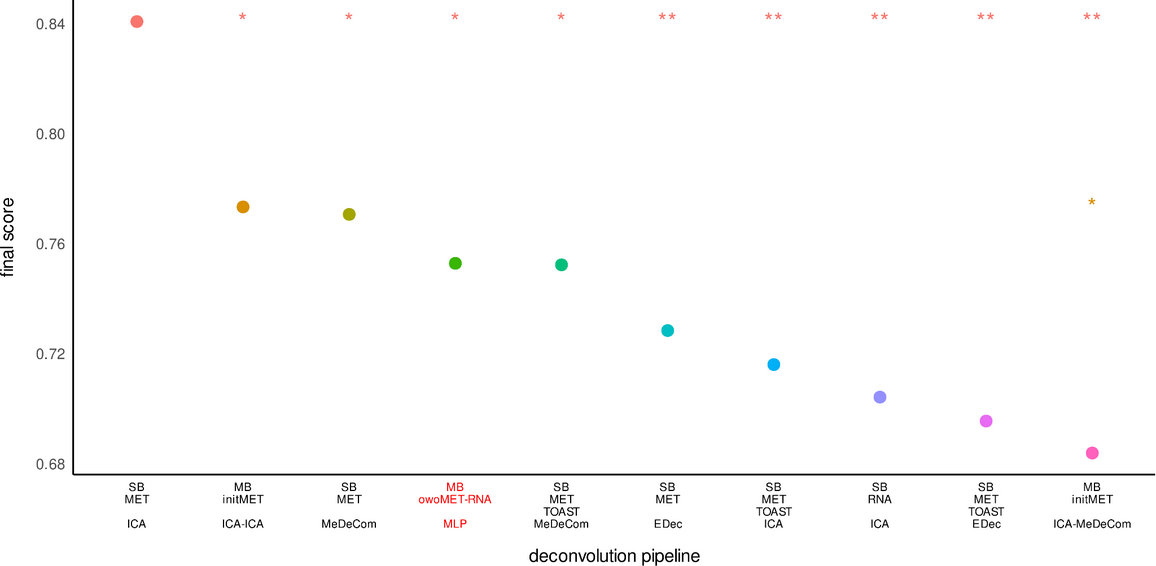 0.84
* * * * ** ** ** ** **
0.80
0.76
*
0.72
0.68
final score
SB
MET
ICA
MB
initMET
ICA-ICA
SB
MET
MeDeCom
MB
owoMET-RNA
MLP
SB
MET
TOAST
MeDeCom
SB
MET
EDec
SB
MET
TOAST
ICA
SB
RNA
ICA
SB
MET
TOAST
EDec
MB
initMET
ICA-MeDeCom
deconvolution pipeline